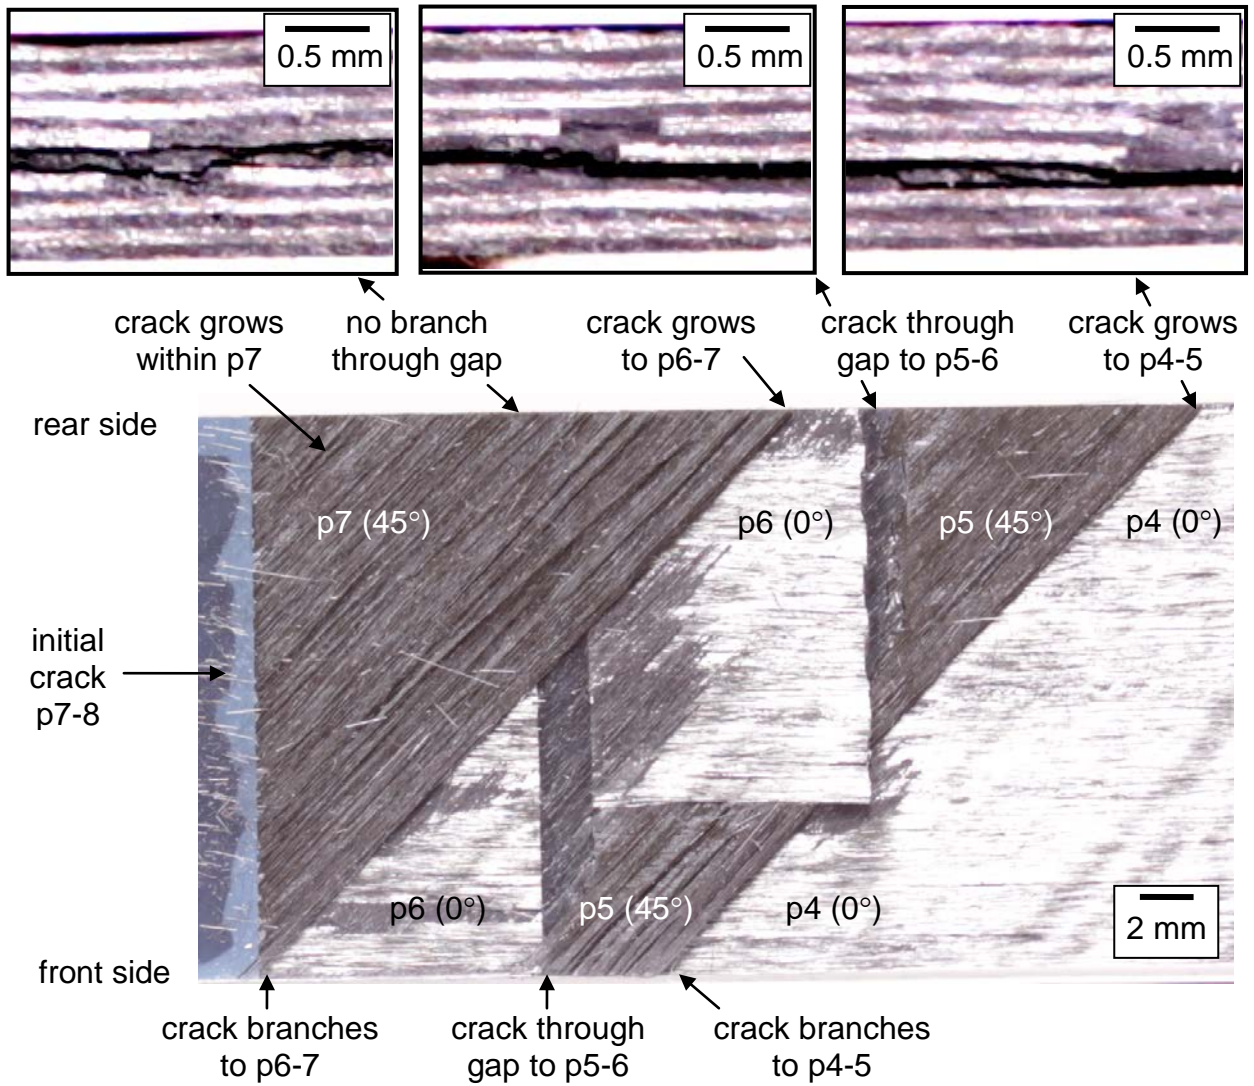 0.5 mm
0.5 mm
0.5 mm
crack grows
within p7
no branch
through gap
crack grows
to p6-7
crack through
gap to p5-6
crack grows
to p4-5
rear side
p7 (45°)
p6 (0°)
p5 (45°)
p4 (0°)
initial
crack
p7-8
p6 (0°)
p5 (45°)
p4 (0°)
2 mm
front side
crack branches
to p6-7
crack through
gap to p5-6
crack branches
to p4-5